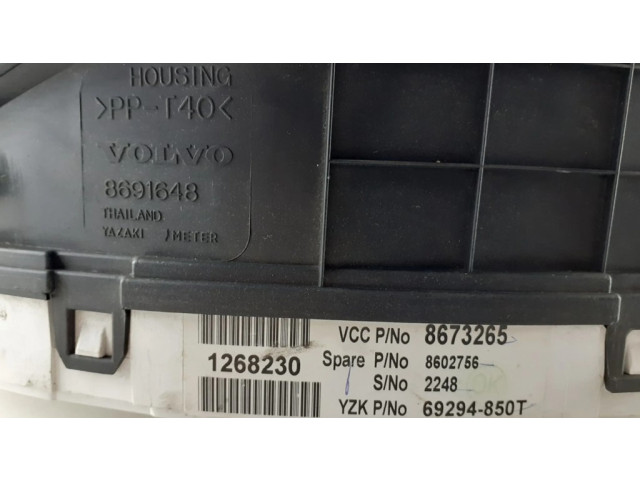 HOUSING
>PP-T40<
VOLVO
8691648
THAILAND
YAZAKI /METER
VCC P/No 8673265
1268230 Spare P/No 8602756
S/No 2248
YZK P/No 69294-850T